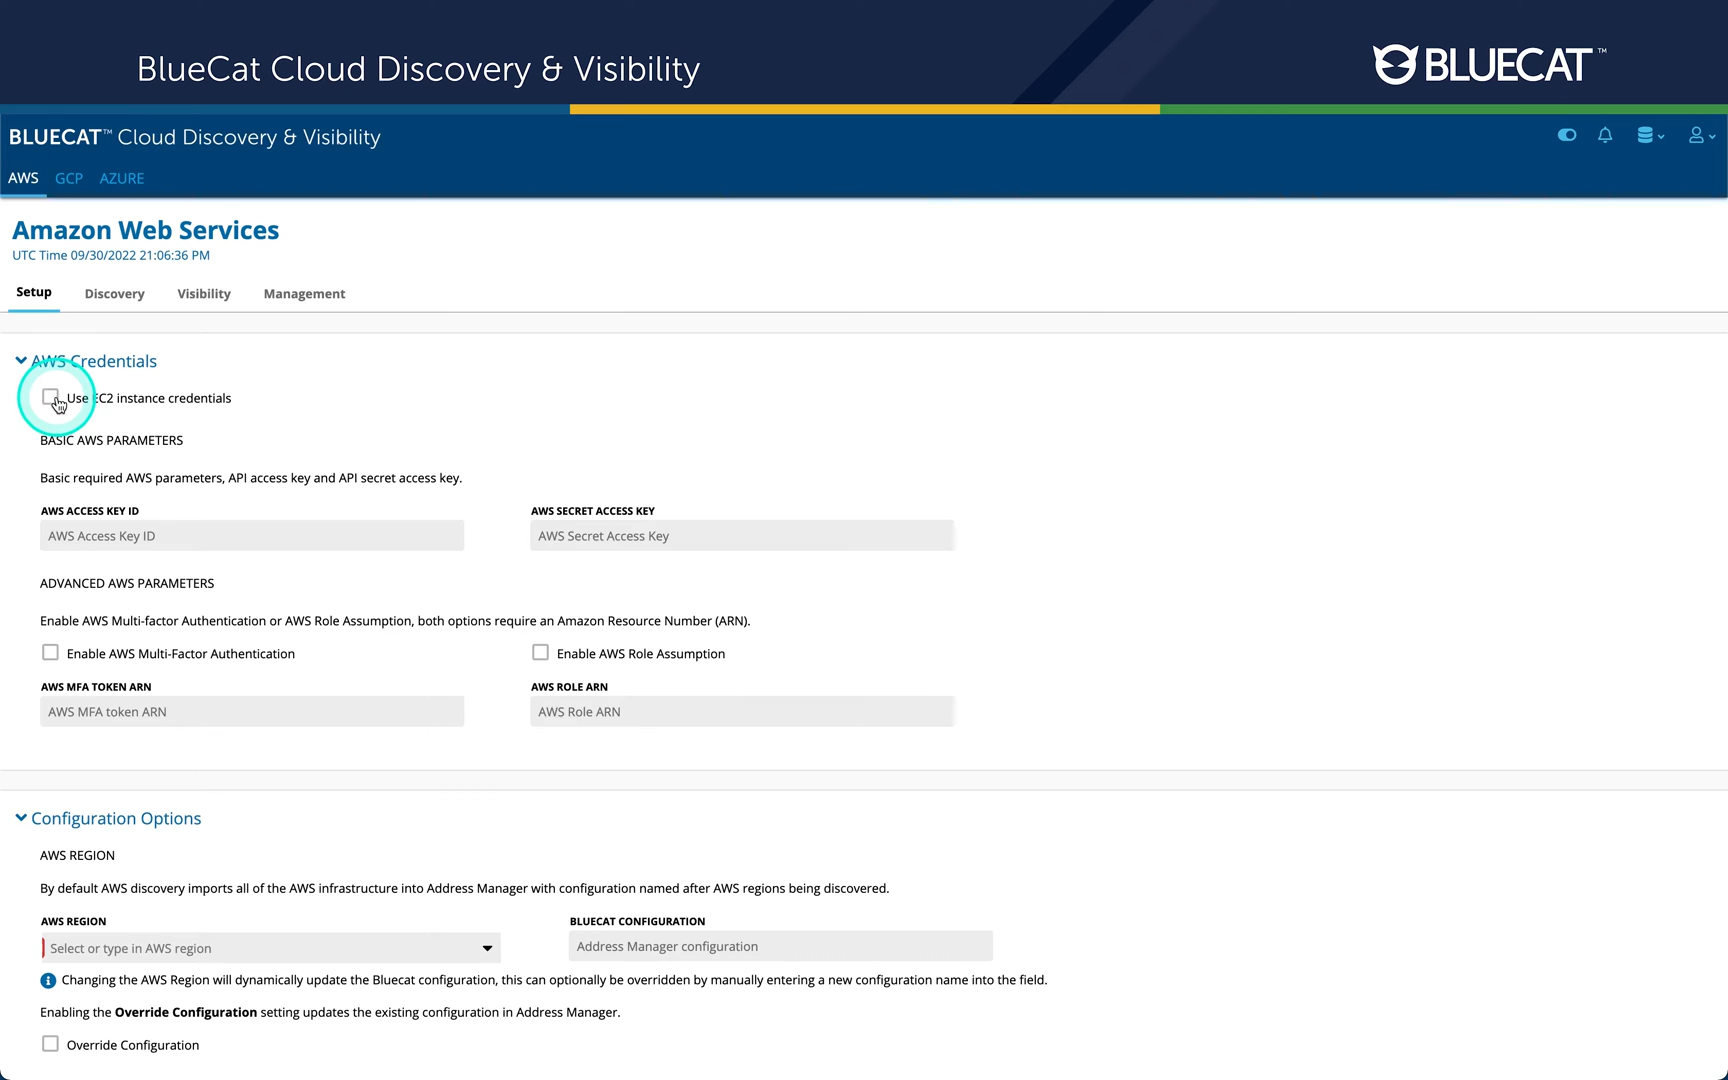 BlueCat Cloud Discovery & Visibility
BLUECAT™
BLUECAT™ Cloud Discovery & Visibility
AWS GCP AZURE
Amazon Web Services
UTC Time 09/30/2022 21:06:36 PM
Setup Discovery Visibility Management
AWS Credentials
Use EC2 instance credentials
BASIC AWS PARAMETERS
Basic required AWS parameters, API access key and API secret access key.
AWS ACCESS KEY ID AWS SECRET ACCESS KEY
AWS Access Key ID AWS Secret Access Key
ADVANCED AWS PARAMETERS
Enable AWS Multi-factor Authentication or AWS Role Assumption, both options require an Amazon Resource Number (ARN).
Enable AWS Multi-Factor Authentication Enable AWS Role Assumption
AWS MFA TOKEN ARN AWS ROLE ARN
AWS MFA token ARN AWS Role ARN
Configuration Options
AWS REGION
By default AWS discovery imports all of the AWS infrastructure into Address Manager with configuration named after AWS regions being discovered.
AWS REGION BLUECAT CONFIGURATION
Select or type in AWS region Address Manager configuration
Changing the AWS Region will dynamically update the Bluecat configuration, this can optionally be overridden by manually entering a new configuration name into the field.
Enabling the Override Configuration setting updates the existing configuration in Address Manager.
Override Configuration